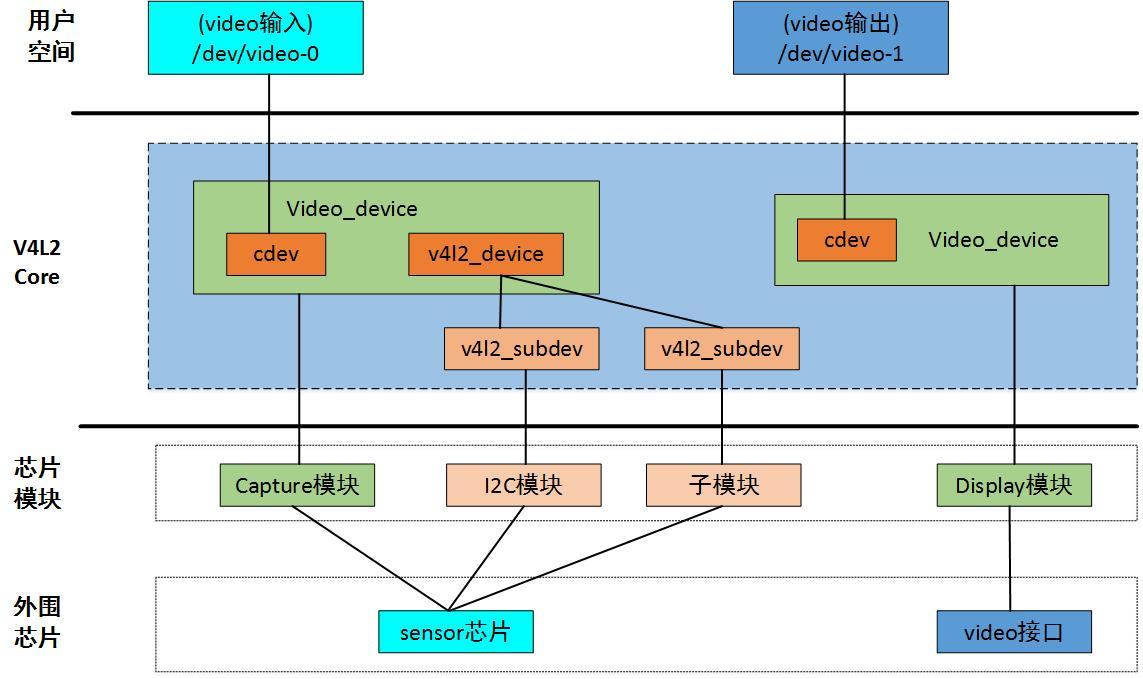 用户
空间
(video输入)
/dev/video-0
(video输出)
/dev/video-1
V4L2
Core
Video_device
cdev
v4l2_device
cdev
Video_device
v4l2_subdev
v4l2_subdev
芯片
模块
Capture模块
I2C模块
子模块
Display模块
外围
芯片
sensor芯片
video接口